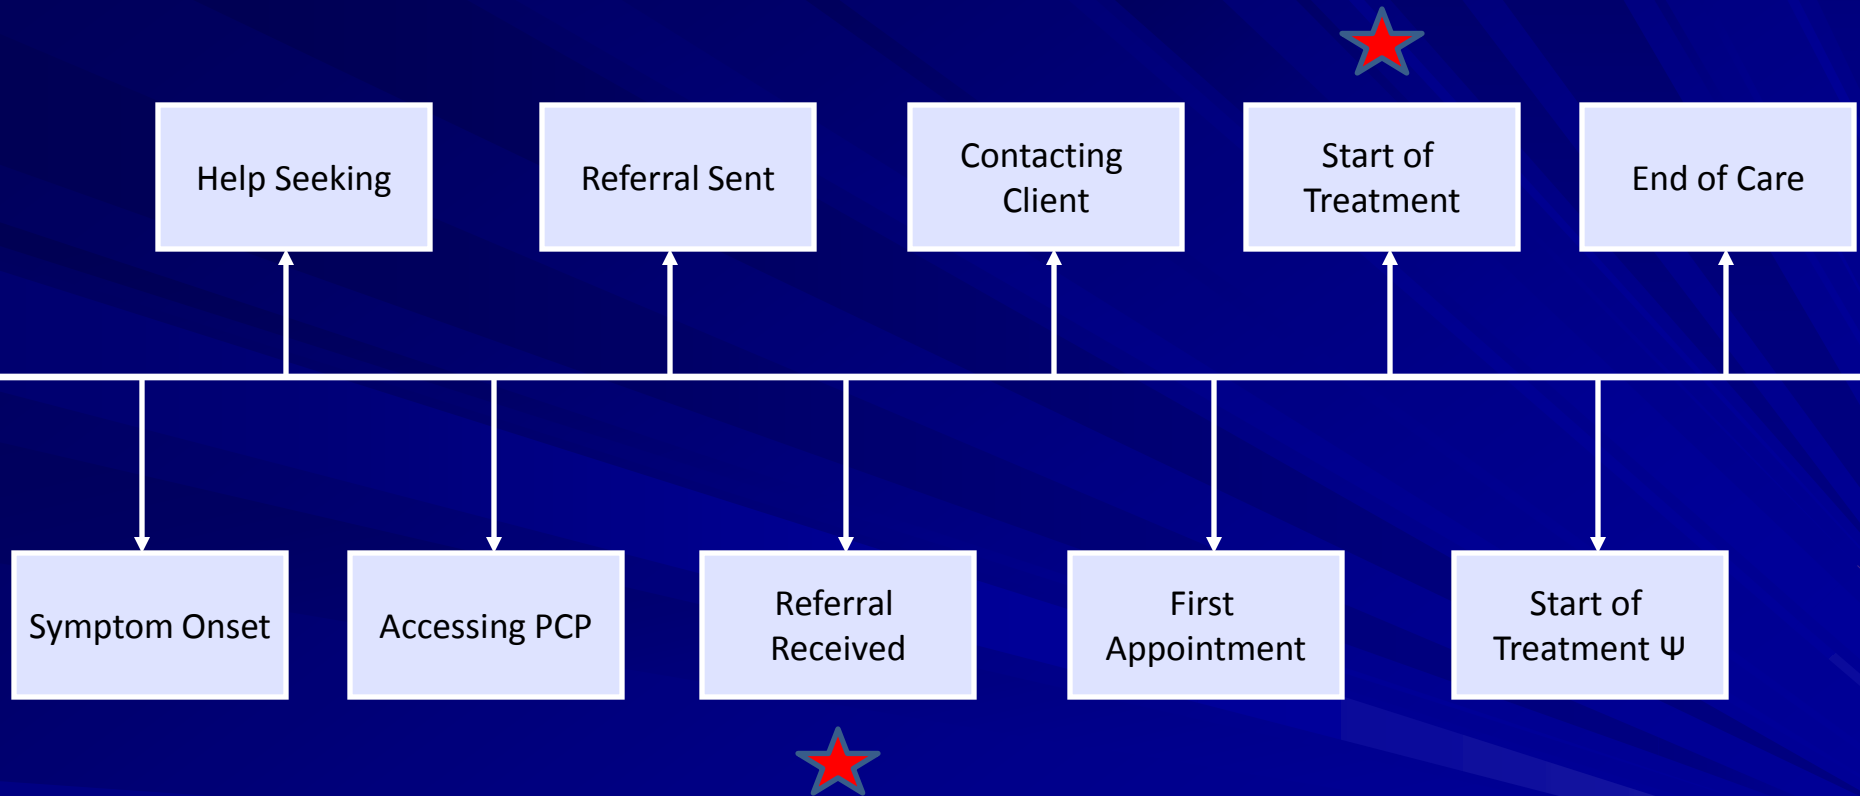 Help Seeking
Referral Sent
Contacting
Client
Start of
Treatment
End of Care
Symptom Onset
Accessing PCP
Referral
Received
First
Appointment
Start of
Treatment Ψ